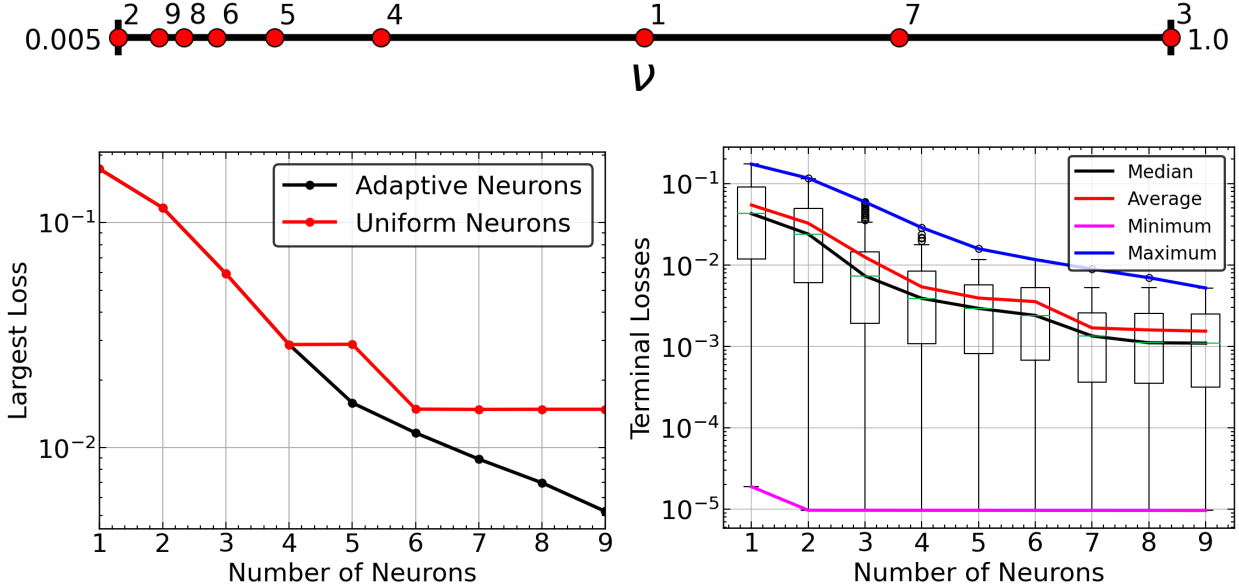 2 9 8 6 5 4 1 7 3
0.005 1.0
ν
Adaptive Neurons
Uniform Neurons
Largest Loss
10⁻¹
10⁻²
1 2 3 4 5 6 7 8 9
Number of Neurons
Median
Average
Minimum
Maximum
Terminal Losses
10⁻¹
10⁻²
10⁻³
10⁻⁴
10⁻⁵
1 2 3 4 5 6 7 8 9
Number of Neurons